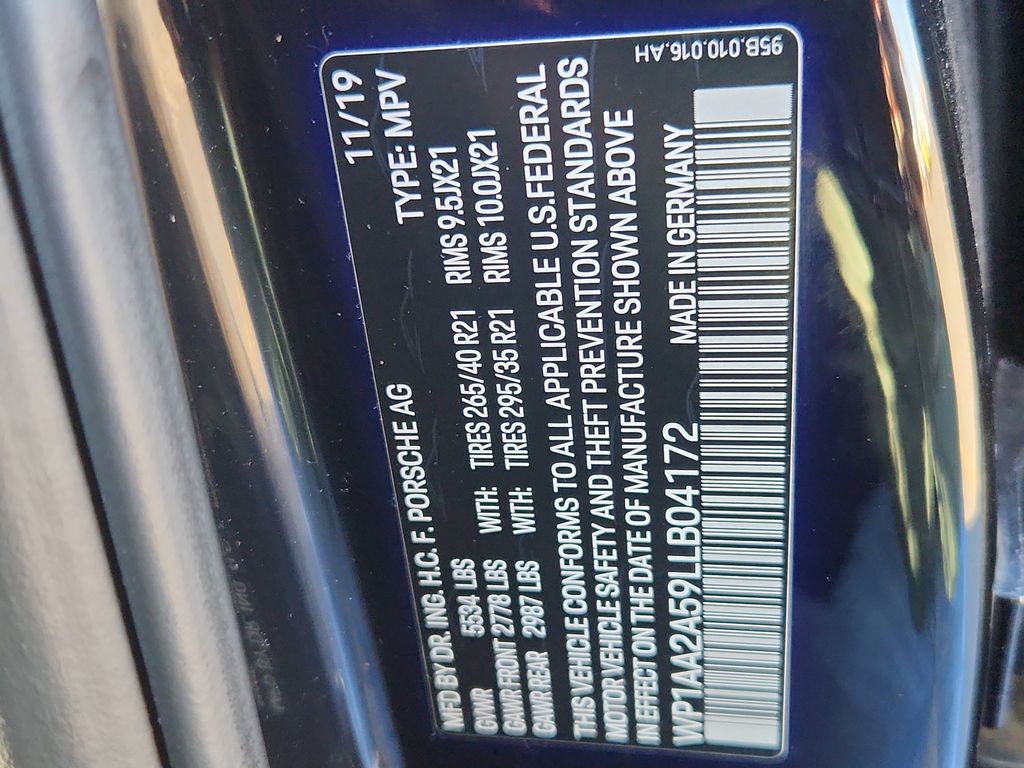 11/19
MFD BY DR. ING. H.C. F. PORSCHE AG TYPE: MPV
GVWR 5534 LBS
GAWR FRONT 2778 LBS WITH: TIRES 265/40 R21 RIMS 9.5JX21
GAWR REAR 2987 LBS WITH: TIRES 295/35 R21 RIMS 10.0JX21
THIS VEHICLE CONFORMS TO ALL APPLICABLE U.S.FEDERAL
MOTOR VEHICLE SAFETY AND THEFT PREVENTION STANDARDS
IN EFFECT ON THE DATE OF MANUFACTURE SHOWN ABOVE
WP1AA2A59LLB04172 MADE IN GERMANY
95B.010.016.AH